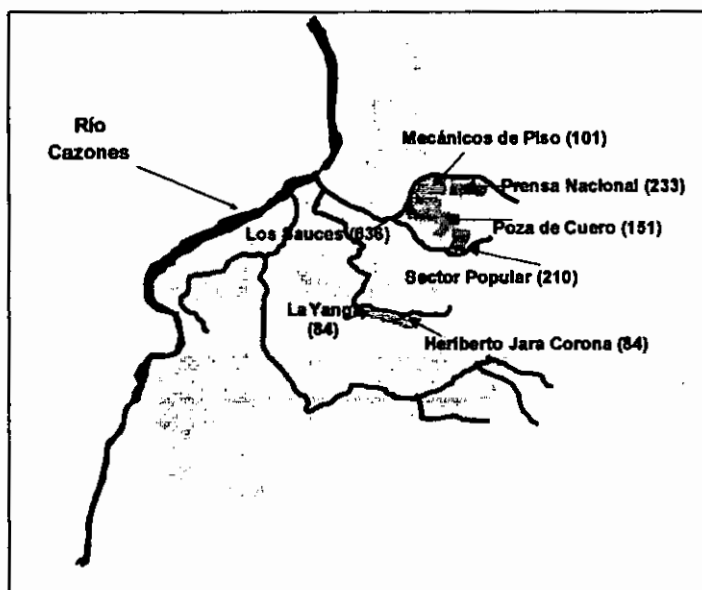 Río
Cazones
Mecánicos de Piso (101)
Prensa Nacional (233)
Poza de Cuero (151)
Los Sauces (636)
Sector Popular (210)
La Yanga
(84)
Heriberto Jara Corona (84)